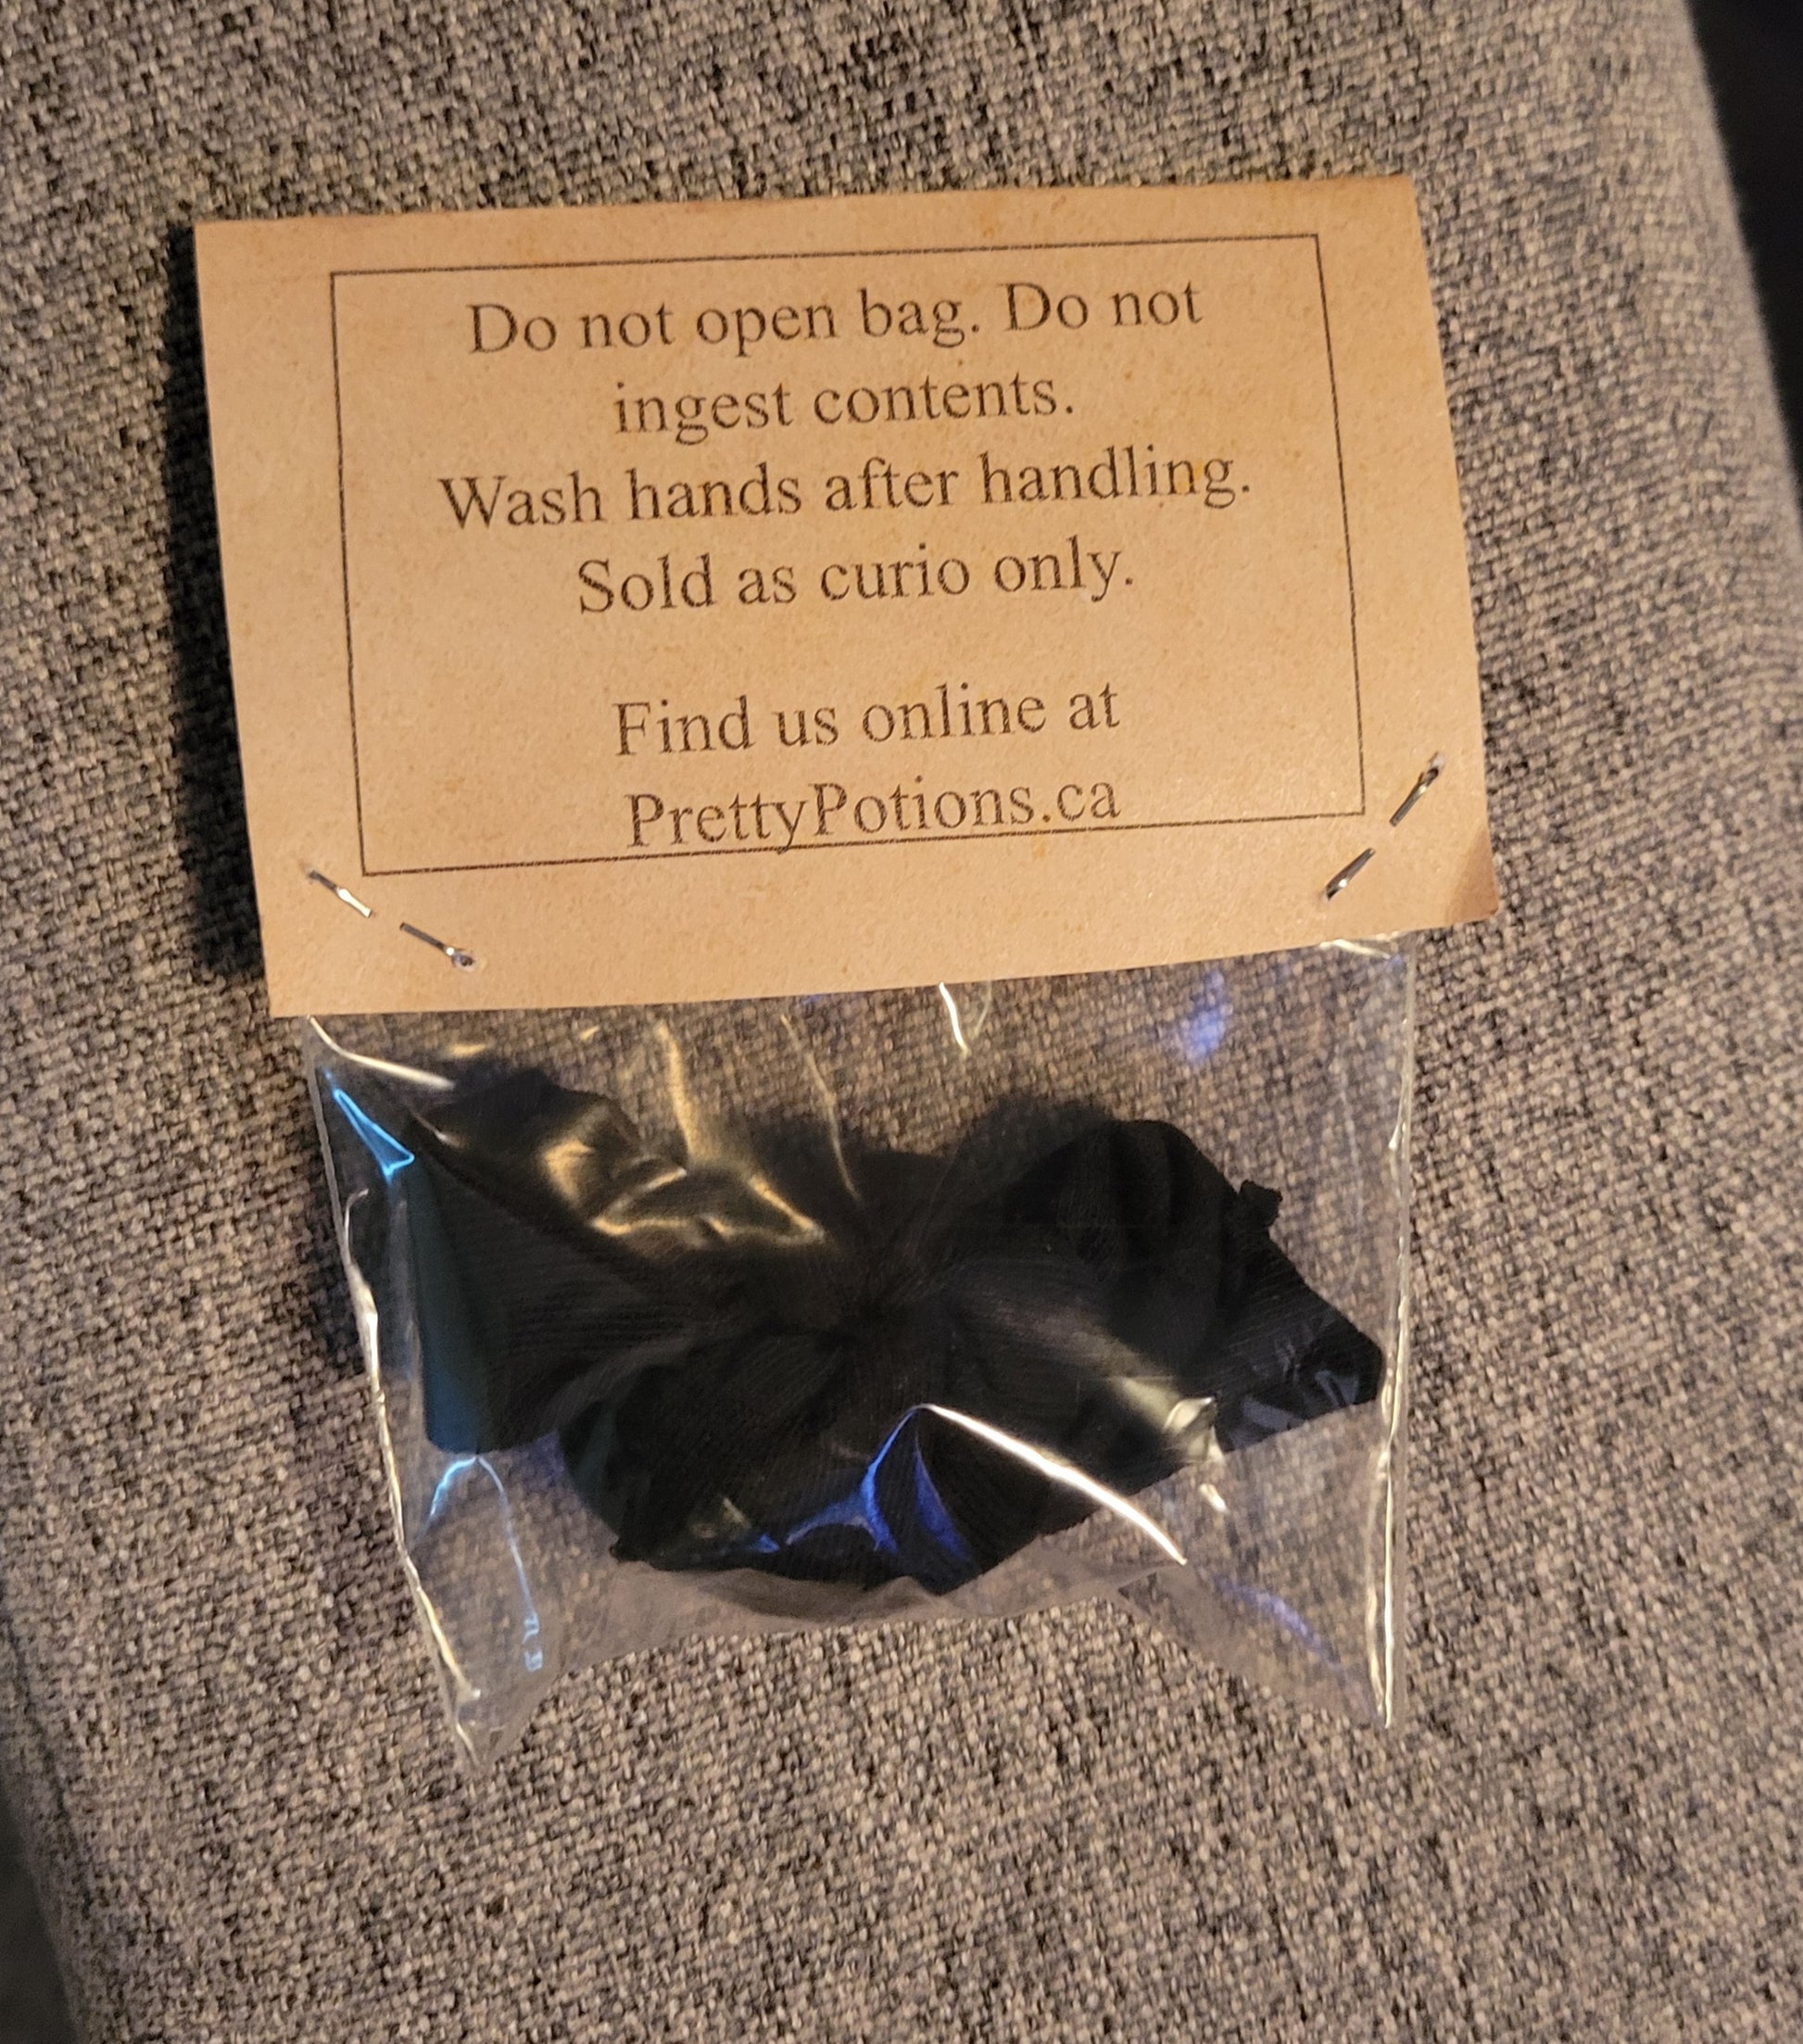 Do not open bag. Do not
ingest contents.
Wash hands after handling.
Sold as curio only.
Find us online at
PrettyPotions.ca